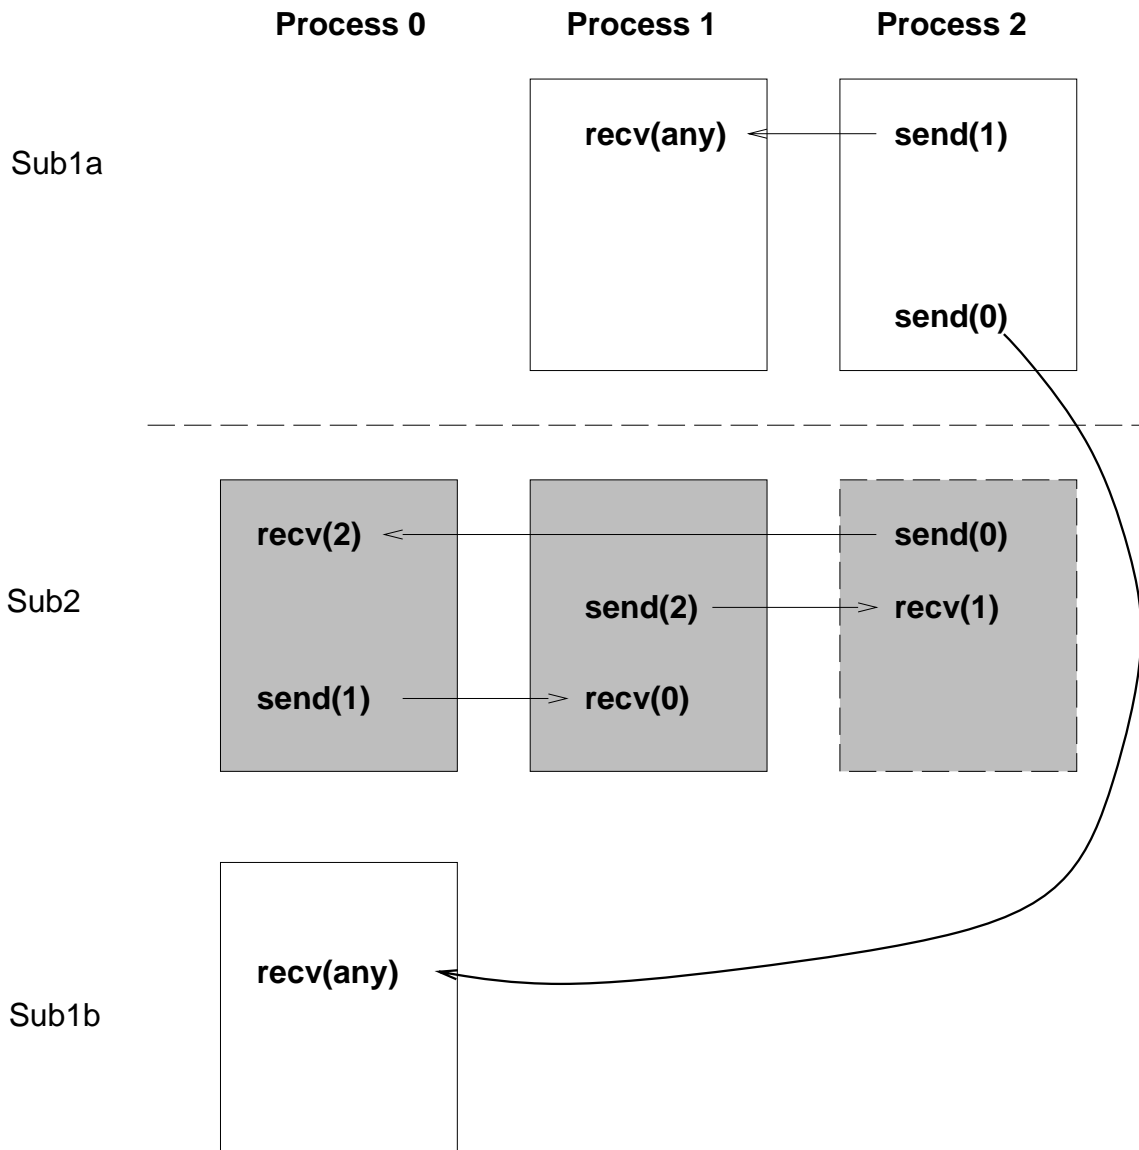 Process 0 Process 1 Process 2
recv(any) send(1)
Sub1a
send(0)
recv(2) send(0)
Sub2
send(2) recv(1)
send(1) recv(0)
recv(any)
Sub1b